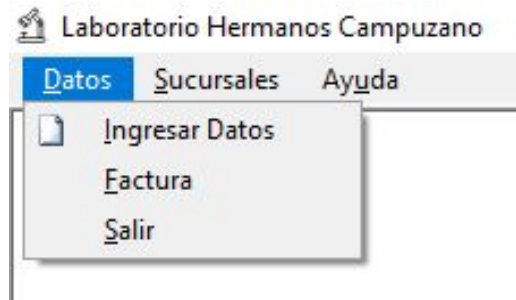 Laboratorio Hermanos Campuzano
Datos Sucursales Ayuda
Ingresar Datos
Factura
Salir